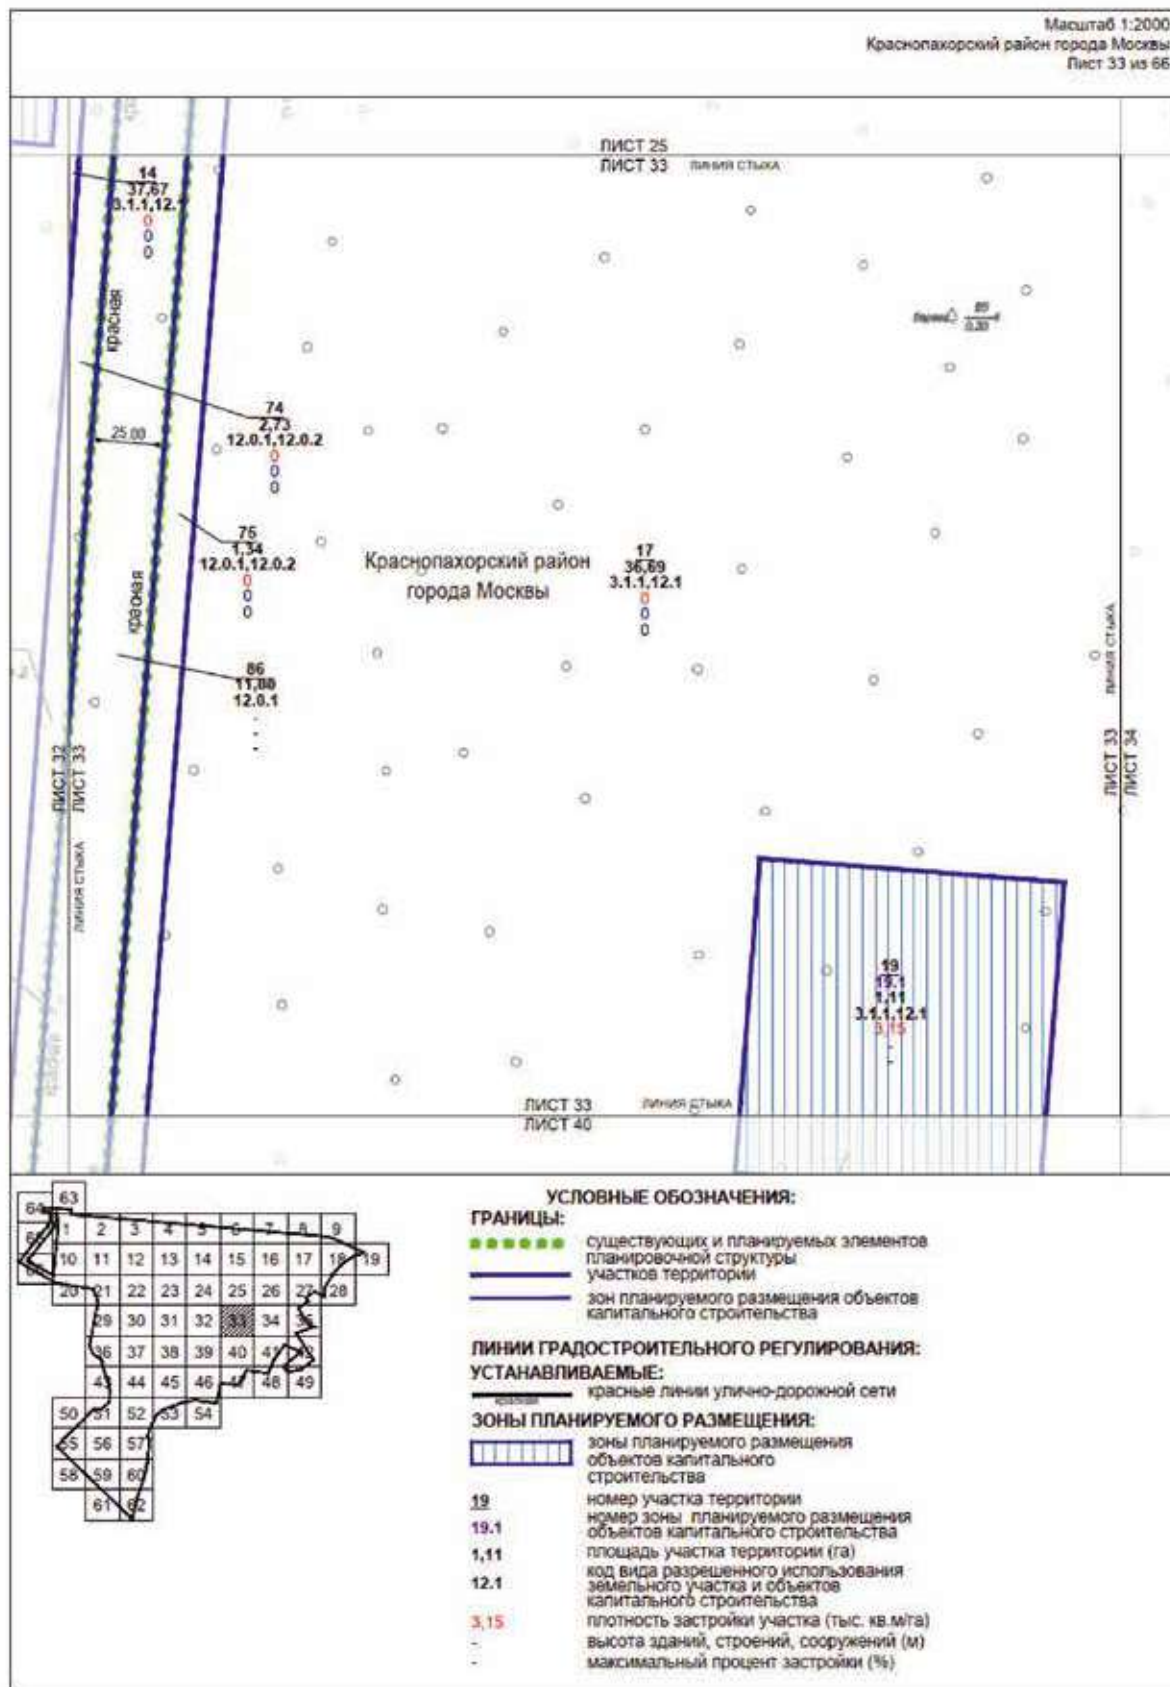 Масштаб 1:2000
Краснопахорский район города Москвы
Лист 33 из 66
ЛИСТ 25
ЛИСТ 33 ЛИНИЯ СТЫКА
14
37,67
3.1.1,12.1
0
0
0
красная
74
2,73
12.0.1,12.0.2
0
0
0
25.00
75
1,34
12.0.1,12.0.2
0
0
0
красная
Краснопахорский район
города Москвы
17
36,69
3.1.1,12.1
0
0
0
86
11,88
12.0.1
-
-
-
ЛИСТ 32
ЛИСТ 33
ЛИНИЯ СТЫКА
ЛИНИЯ СТЫКА
ЛИСТ 33
ЛИСТ 34
19
19.1
1,11
3.1.1,12.1
3,15
-
-
ЛИСТ 33 ЛИНИЯ СТЫКА
ЛИСТ 40
63
64
1 2 3 4 5 6 7 8 9
10 11 12 13 14 15 16 17 18 19
20 21 22 23 24 25 26 27 28
29 30 31 32 33 34 35
36 37 38 39 40 41 42
43 44 45 46 47 48 49
50 51 52 53 54
55 56 57
58 59 60
61 62
УСЛОВНЫЕ ОБОЗНАЧЕНИЯ:
ГРАНИЦЫ:
существующих и планируемых элементов
планировочной структуры
участков территории
зон планируемого размещения объектов
капитального строительства
ЛИНИИ ГРАДОСТРОИТЕЛЬНОГО РЕГУЛИРОВАНИЯ:
УСТАНАВЛИВАЕМЫЕ:
красная красные линии улично-дорожной сети
ЗОНЫ ПЛАНИРУЕМОГО РАЗМЕЩЕНИЯ:
зоны планируемого размещения
объектов капитального
строительства
19 номер участка территории
19.1 номер зоны планируемого размещения
объектов капитального строительства
1,11 площадь участка территории (га)
12.1 код вида разрешенного использования
земельного участка и объектов
капитального строительства
3,15 плотность застройки участка (тыс. кв.м/га)
- высота зданий, строений, сооружений (м)
- максимальный процент застройки (%)